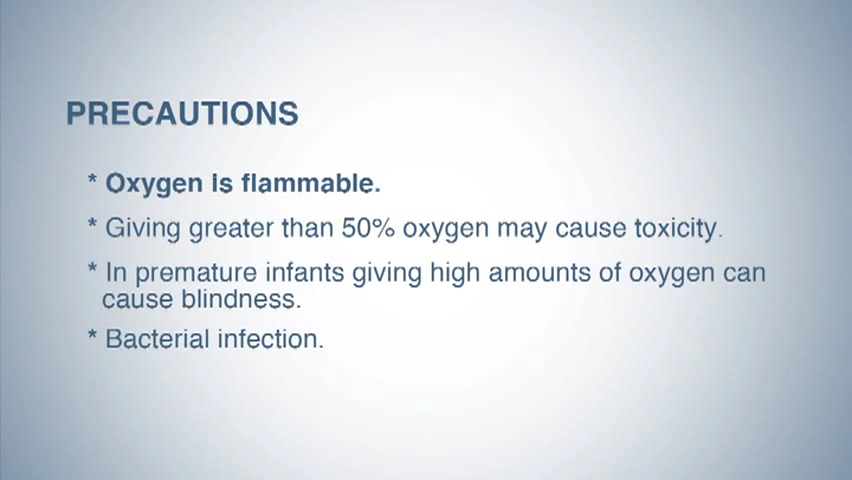 PRECAUTIONS
* Oxygen is flammable.
* Giving greater than 50% oxygen may cause toxicity.
* In premature infants giving high amounts of oxygen can
cause blindness.
* Bacterial infection.